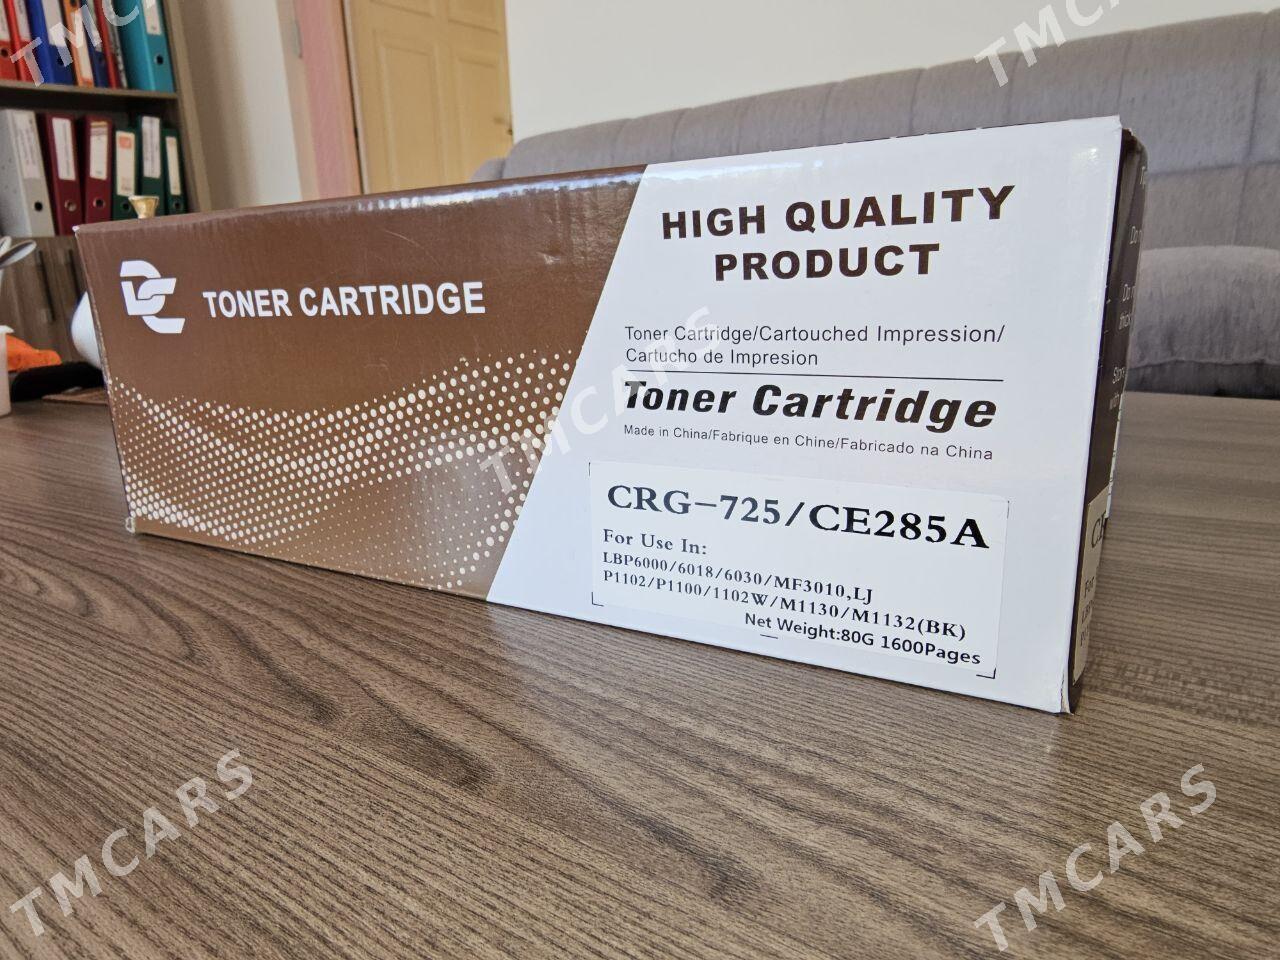 DC TONER CARTRIDGE
HIGH QUALITY
PRODUCT
Toner Cartridge/Cartouched Impression/
Cartucho de Impresion
Toner Cartridge
Made in China/Fabrique en Chine/Fabricado na China
CRG-725/CE285A
For Use In:
LBP6000/6018/6030/MF3010,LJ
P1102/P1100/1102W/M1130/M1132(BK)
Net Weight:80G 1600Pages
TMCARS
TMCARS
TMCARS
TMCARS
TMCARS